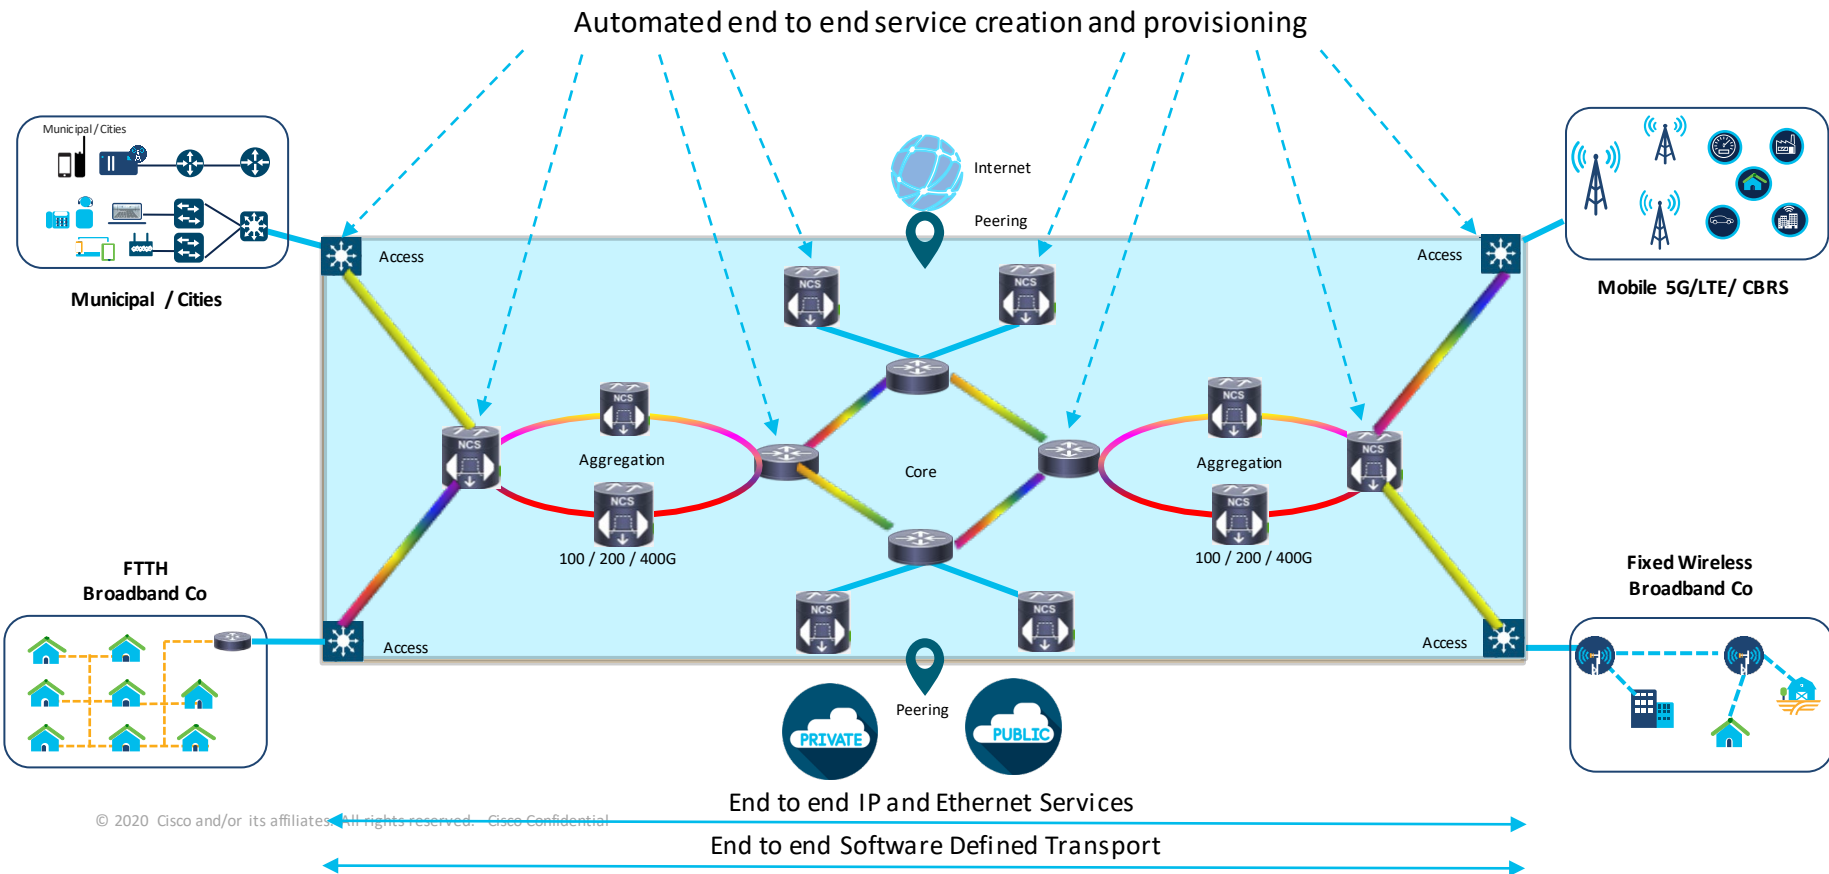 Automated end to end service creation and provisioning
Municipal / Cities
Internet
Peering
Access
Access
NCS
NCS
Municipal / Cities
Mobile 5G/LTE/ CBRS
NCS
NCS
NCS
NCS
Aggregation
Core
Aggregation
NCS
NCS
100 / 200 / 400G
100 / 200 / 400G
FTTH
Broadband Co
Fixed Wireless
Broadband Co
NCS
NCS
Access
Access
Peering
PRIVATE
PUBLIC
End to end IP and Ethernet Services
© 2020 Cisco and/or its affiliates. All rights reserved. Cisco Confidential
End to end Software Defined Transport